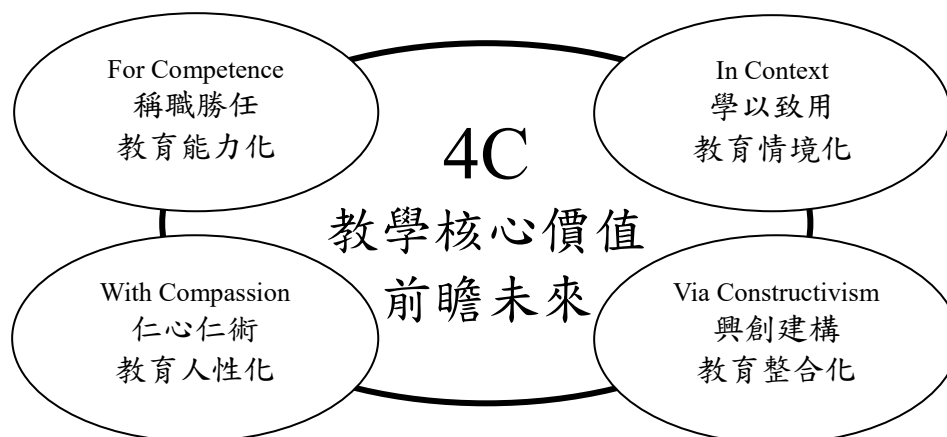 For Competence
稱職勝任
教育能力化
In Context
學以致用
教育情境化
4C
教學核心價值
前瞻未來
With Compassion
仁心仁術
教育人性化
Via Constructivism
興創建構
教育整合化